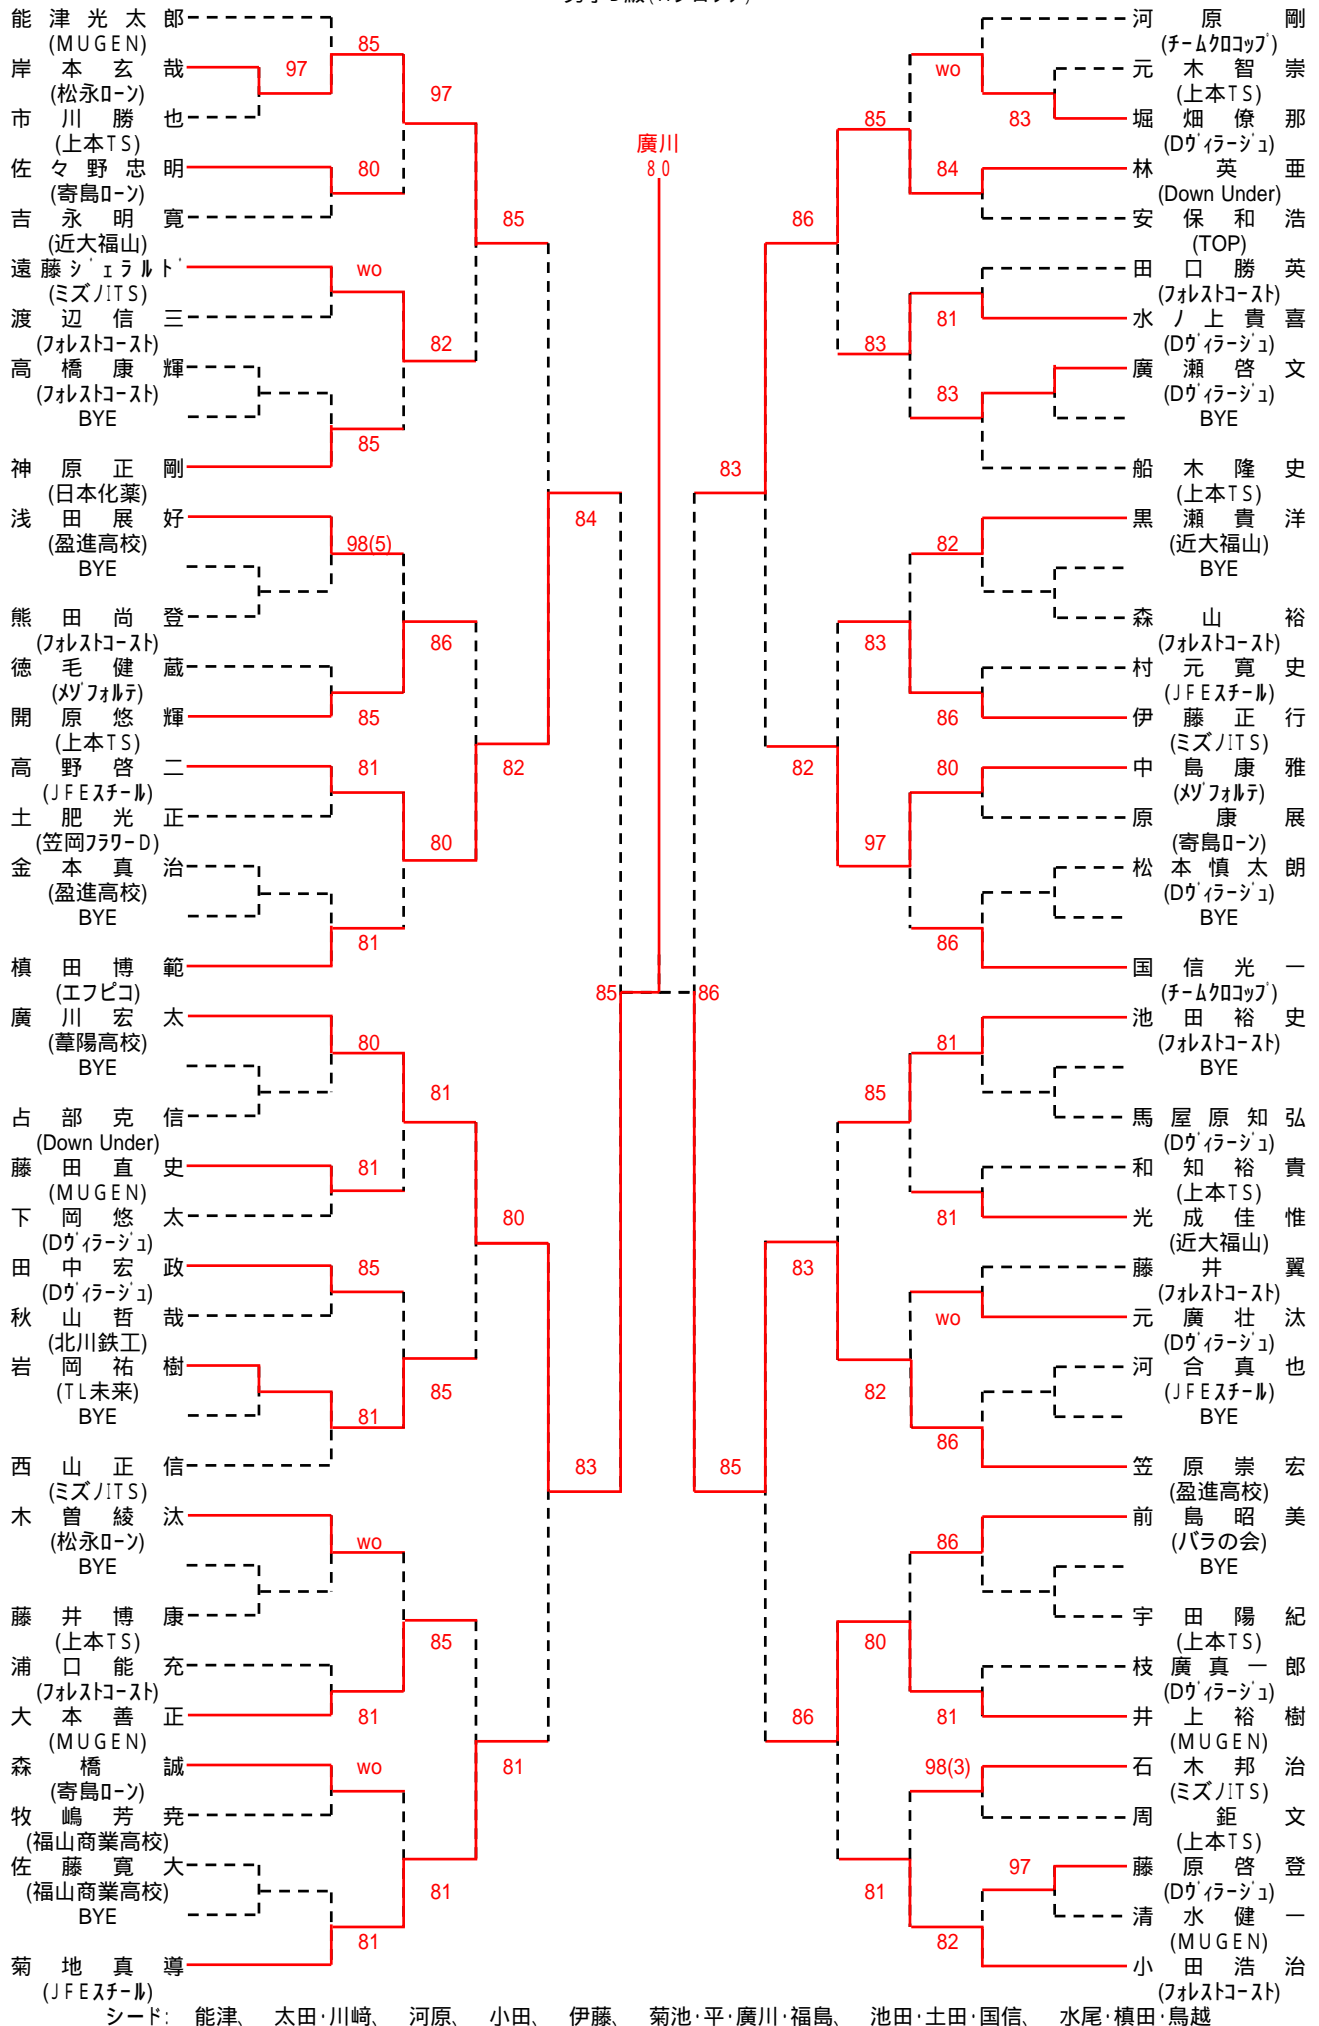 能津光太郎
(MUGEN)
岸本玄哉
(松永ローン)
市川勝也
(上本TS)
佐々野忠明
(寄島ローン)
吉永明寛
(近大福山)
遠藤ジェラルド
(ミズノITS)
渡辺信三
(フォレストコースト)
高橋康輝
(フォレストコースト)
BYE
神原正剛
(日本化薬)
浅田展好
(盈進高校)
BYE
熊田尚登
(フォレストコースト)
徳毛健蔵
(メゾフォルテ)
開原悠輝
(上本TS)
高野啓二
(JFEスチール)
土肥光正
(笠岡フラワーD)
金本真治
(盈進高校)
BYE
槙田博範
(エフピコ)
廣川宏太
(葦陽高校)
BYE
占部克信
(Down Under)
藤田直史
(MUGEN)
下岡悠太
(Dヴィラージュ)
田中宏政
(Dヴィラージュ)
秋山哲哉
(北川鉄工)
岩岡祐樹
(TL未来)
BYE
西山正信
(ミズノITS)
木曽綾汰
(松永ローン)
BYE
藤井博康
(上本TS)
浦口能充
(フォレストコースト)
大本善正
(MUGEN)
森橋誠
(寄島ローン)
牧嶋芳尭
(福山商業高校)
佐藤寛大
(福山商業高校)
BYE
菊地真導
(JFEスチール)
97
85
80
wo
85
98(5)
85
81
81
80
81
85
81
wo
81
wo
81
97
82
86
80
81
85
85
81
85
82
80
81
84
83
85
廣川
80
86
83
85
86
82
83
86
85
83
83
97
85
82
80
81
wo
84
81
83
82
86
80
86
81
81
wo
86
86
81
98(3)
82
83
97
河原剛
(チームクロコップ)
元木智崇
(上本TS)
堀畑僚那
(Dヴィラージュ)
林英亜
(Down Under)
安保和浩
(TOP)
田口勝英
(フォレストコースト)
水ノ上貴喜
(Dヴィラージュ)
廣瀬啓文
(Dヴィラージュ)
BYE
船木隆史
(上本TS)
黒瀬貴洋
(近大福山)
BYE
森山裕
(フォレストコースト)
村元寛史
(JFEスチール)
伊藤正行
(ミズノITS)
中島康雅
(メゾフォルテ)
原康展
(寄島ローン)
松本慎太朗
(Dヴィラージュ)
BYE
国信光一
(チームクロコップ)
池田裕史
(フォレストコースト)
BYE
馬屋原知弘
(Dヴィラージュ)
和知裕貴
(上本TS)
光成佳惟
(近大福山)
藤井翼
(フォレストコースト)
元廣壮汰
(Dヴィラージュ)
河合真也
(JFEスチール)
BYE
笠原崇宏
(盈進高校)
前島昭美
(バラの会)
BYE
宇田陽紀
(上本TS)
枝廣真一郎
(Dヴィラージュ)
井上裕樹
(MUGEN)
石木邦治
(ミズノITS)
周鉅文
(上本TS)
藤原啓登
(Dヴィラージュ)
清水健一
(MUGEN)
小田浩治
(フォレストコースト)
シード: 能津、 太田・川﨑、 河原、 小田、 伊藤、 菊池・平・廣川・福島、 池田・土田・国信、 水尾・槙田・鳥越